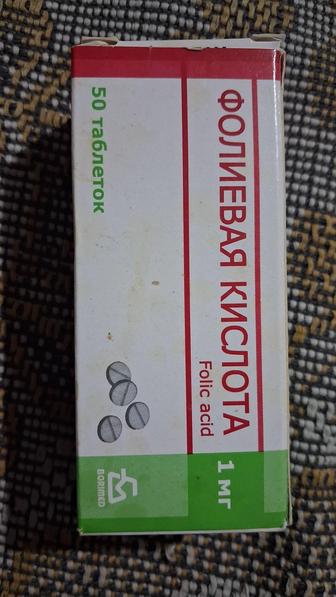 ФОЛИЕВАЯ КИСЛОТА
Folic acid
1 мг
50 таблеток
BORIMED